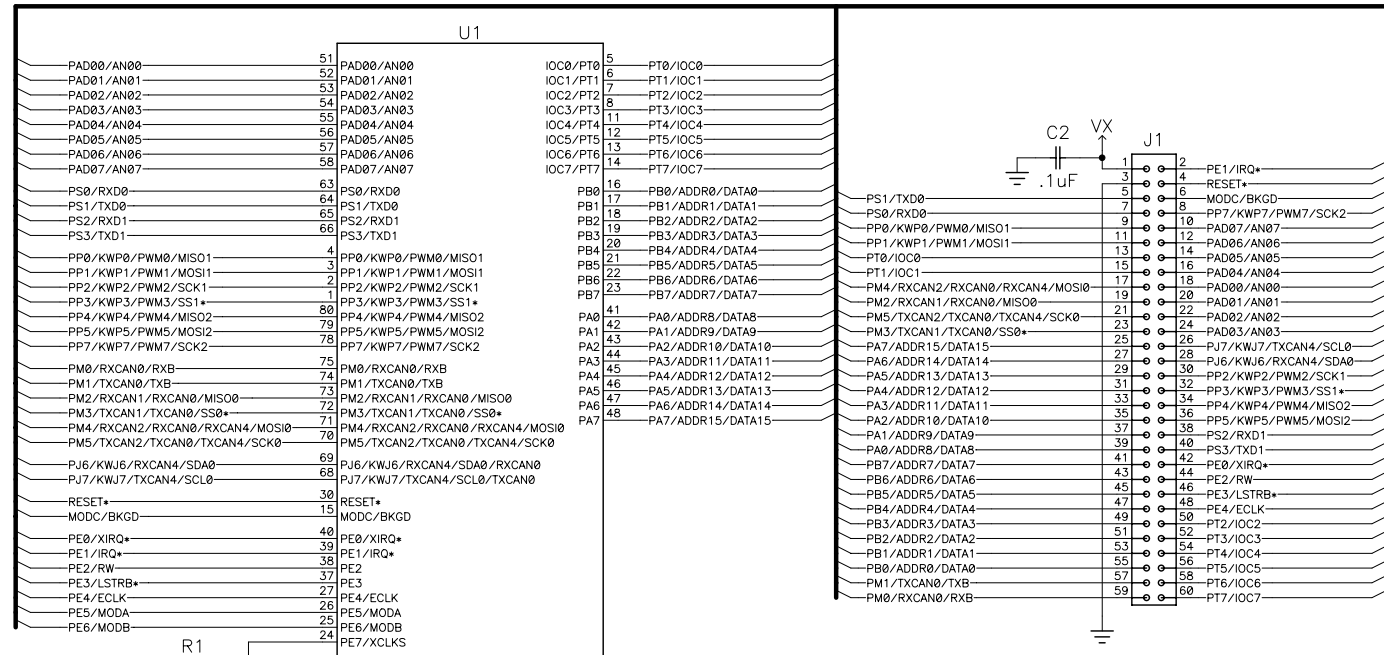 U1
PAD00/AN00 51 PAD00/AN00 IOC0/PT0 5 PT0/IOC0
PAD01/AN01 52 PAD01/AN01 IOC1/PT1 6 PT1/IOC1
PAD02/AN02 53 PAD02/AN02 IOC2/PT2 7 PT2/IOC2
PAD03/AN03 54 PAD03/AN03 IOC3/PT3 8 PT3/IOC3
PAD04/AN04 55 PAD04/AN04 IOC4/PT4 11 PT4/IOC4
PAD05/AN05 56 PAD05/AN05 IOC5/PT5 12 PT5/IOC5
PAD06/AN06 57 PAD06/AN06 IOC6/PT6 13 PT6/IOC6
PAD07/AN07 58 PAD07/AN07 IOC7/PT7 14 PT7/IOC7
PS0/RXD0 63 PS0/RXD0 PB0 16 PB0/ADDR0/DATA0
PS1/TXD0 64 PS1/TXD0 PB1 17 PB1/ADDR1/DATA1
PS2/RXD1 65 PS2/RXD1 PB2 18 PB2/ADDR2/DATA2
PS3/TXD1 66 PS3/TXD1 PB3 19 PB3/ADDR3/DATA3
PB4 20 PB4/ADDR4/DATA4
PP0/KWP0/PWM0/MISO1 4 PP0/KWP0/PWM0/MISO1 PB5 21 PB5/ADDR5/DATA5
PP1/KWP1/PWM1/MOSI1 3 PP1/KWP1/PWM1/MOSI1 PB6 22 PB6/ADDR6/DATA6
PP2/KWP2/PWM2/SCK1 2 PP2/KWP2/PWM2/SCK1 PB7 23 PB7/ADDR7/DATA7
PP3/KWP3/PWM3/SS1* 1 PP3/KWP3/PWM3/SS1*
PP4/KWP4/PWM4/MISO2 80 PP4/KWP4/PWM4/MISO2 PA0 41 PA0/ADDR8/DATA8
PP5/KWP5/PWM5/MOSI2 79 PP5/KWP5/PWM5/MOSI2 PA1 42 PA1/ADDR9/DATA9
PP7/KWP7/PWM7/SCK2 78 PP7/KWP7/PWM7/SCK2 PA2 43 PA2/ADDR10/DATA10
PA3 44 PA3/ADDR11/DATA11
PM0/RXCAN0/RXB 75 PM0/RXCAN0/RXB PA4 45 PA4/ADDR12/DATA12
PM1/TXCAN0/TXB 74 PM1/TXCAN0/TXB PA5 46 PA5/ADDR13/DATA13
PM2/RXCAN1/RXCAN0/MISO0 73 PM2/RXCAN1/RXCAN0/MISO0 PA6 47 PA6/ADDR14/DATA14
PM3/TXCAN1/TXCAN0/SS0* 72 PM3/TXCAN1/TXCAN0/SS0* PA7 48 PA7/ADDR15/DATA15
PM4/RXCAN2/RXCAN0/RXCAN4/MOSI0 71 PM4/RXCAN2/RXCAN0/RXCAN4/MOSI0
PM5/TXCAN2/TXCAN0/TXCAN4/SCK0 70 PM5/TXCAN2/TXCAN0/TXCAN4/SCK0
PJ6/KWJ6/RXCAN4/SDA0 69 PJ6/KWJ6/RXCAN4/SDA0/RXCAN0
PJ7/KWJ7/TXCAN4/SCL0 68 PJ7/KWJ7/TXCAN4/SCL0/TXCAN0
RESET* 30 RESET*
MODC/BKGD 15 MODC/BKGD
PE0/XIRQ* 40 PE0/XIRQ*
PE1/IRQ* 39 PE1/IRQ*
PE2/RW 38 PE2
PE3/LSTRB* 37 PE3
PE4/ECLK 27 PE4/ECLK
PE5/MODA 26 PE5/MODA
PE6/MODB 25 PE6/MODB
24 PE7/XCLKS
R1
C2 VX
.1uF
J1
1 2 PE1/IRQ*
3 4 RESET*
PS1/TXD0 5 6 MODC/BKGD
PS0/RXD0 7 8 PP7/KWP7/PWM7/SCK2
PP0/KWP0/PWM0/MISO1 9 10 PAD07/AN07
PP1/KWP1/PWM1/MOSI1 11 12 PAD06/AN06
PT0/IOC0 13 14 PAD05/AN05
PT1/IOC1 15 16 PAD04/AN04
PM4/RXCAN2/RXCAN0/RXCAN4/MOSI0 17 18 PAD00/AN00
PM2/RXCAN1/RXCAN0/MISO0 19 20 PAD01/AN01
PM5/TXCAN2/TXCAN0/TXCAN4/SCK0 21 22 PAD02/AN02
PM3/TXCAN1/TXCAN0/SS0* 23 24 PAD03/AN03
PA7/ADDR15/DATA15 25 26 PJ7/KWJ7/TXCAN4/SCL0
PA6/ADDR14/DATA14 27 28 PJ6/KWJ6/RXCAN4/SDA0
PA5/ADDR13/DATA13 29 30 PP2/KWP2/PWM2/SCK1
PA4/ADDR12/DATA12 31 32 PP3/KWP3/PWM3/SS1*
PA3/ADDR11/DATA11 33 34 PP4/KWP4/PWM4/MISO2
PA2/ADDR10/DATA10 35 36 PP5/KWP5/PWM5/MOSI2
PA1/ADDR9/DATA9 37 38 PS2/RXD1
PA0/ADDR8/DATA8 39 40 PS3/TXD1
PB7/ADDR7/DATA7 41 42 PE0/XIRQ*
PB6/ADDR6/DATA6 43 44 PE2/RW
PB5/ADDR5/DATA5 45 46 PE3/LSTRB*
PB4/ADDR4/DATA4 47 48 PE4/ECLK
PB3/ADDR3/DATA3 49 50 PT2/IOC2
PB2/ADDR2/DATA2 51 52 PT3/IOC3
PB1/ADDR1/DATA1 53 54 PT4/IOC4
PB0/ADDR0/DATA0 55 56 PT5/IOC5
PM1/TXCAN0/TXB 57 58 PT6/IOC6
PM0/RXCAN0/RXB 59 60 PT7/IOC7